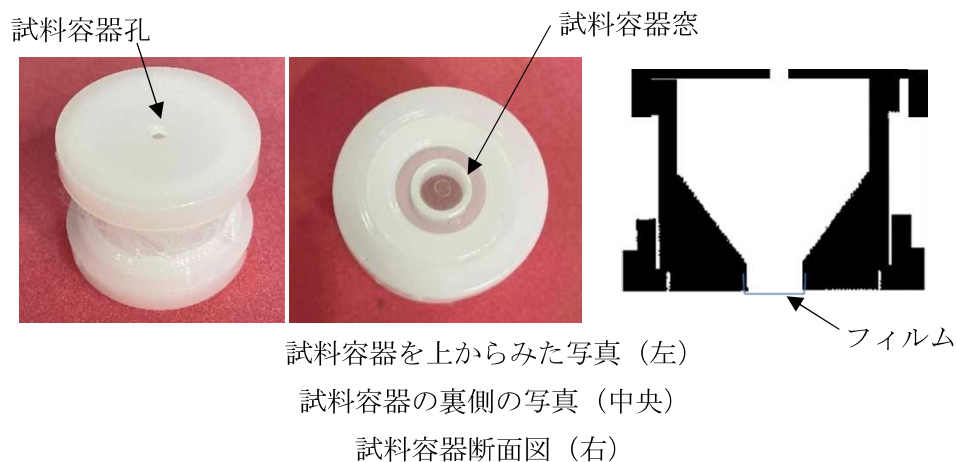 試料容器孔
試料容器窓
フィルム
試料容器を上からみた写真（左）
試料容器の裏側の写真（中央）
試料容器断面図（右）